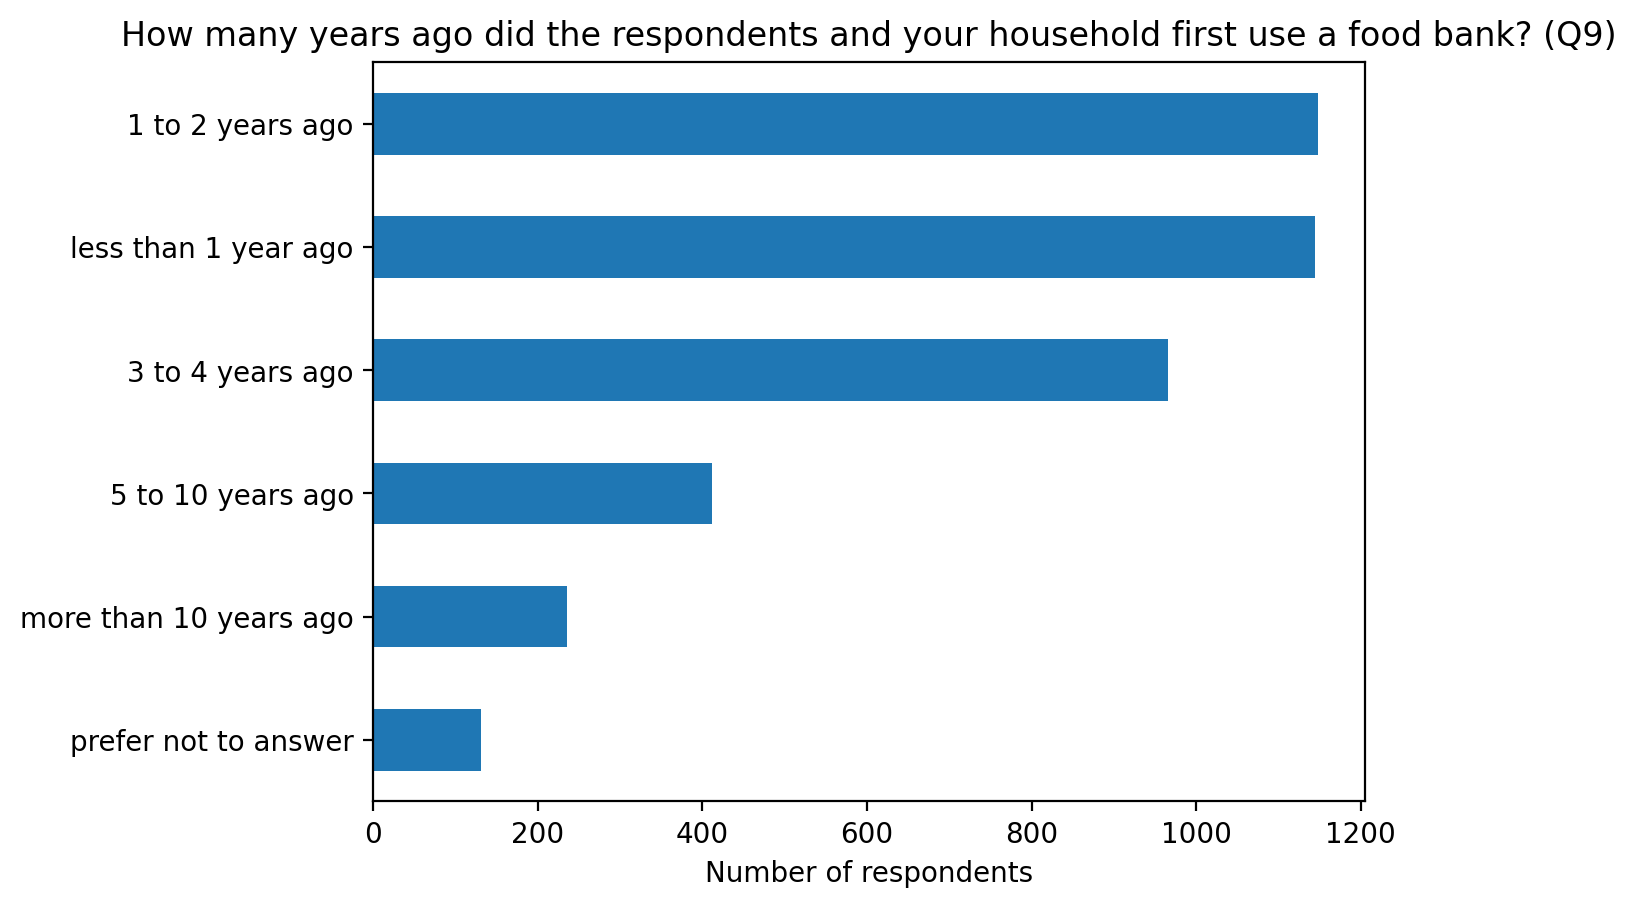 How many years ago did the respondents and your household first use a food bank? (Q9)
1 to 2 years ago
less than 1 year ago
3 to 4 years ago
5 to 10 years ago
more than 10 years ago
prefer not to answer
0 200 400 600 800 1000 1200
Number of respondents